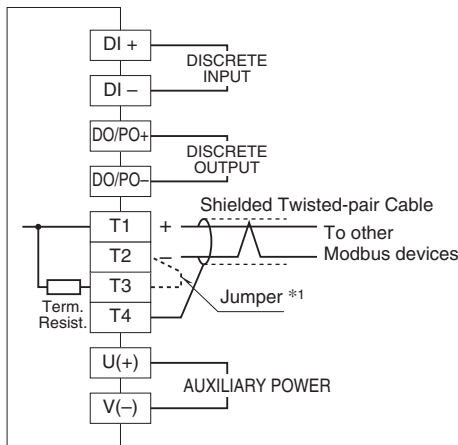 DI +
DISCRETE
INPUT
DI –
DO/PO+
DISCRETE
OUTPUT
DO/PO–
Shielded Twisted-pair Cable
T1
+
To other
Modbus devices
T2
–
T3
Term.
Resist.
Jumper *1
T4
U(+)
AUXILIARY POWER
V(–)